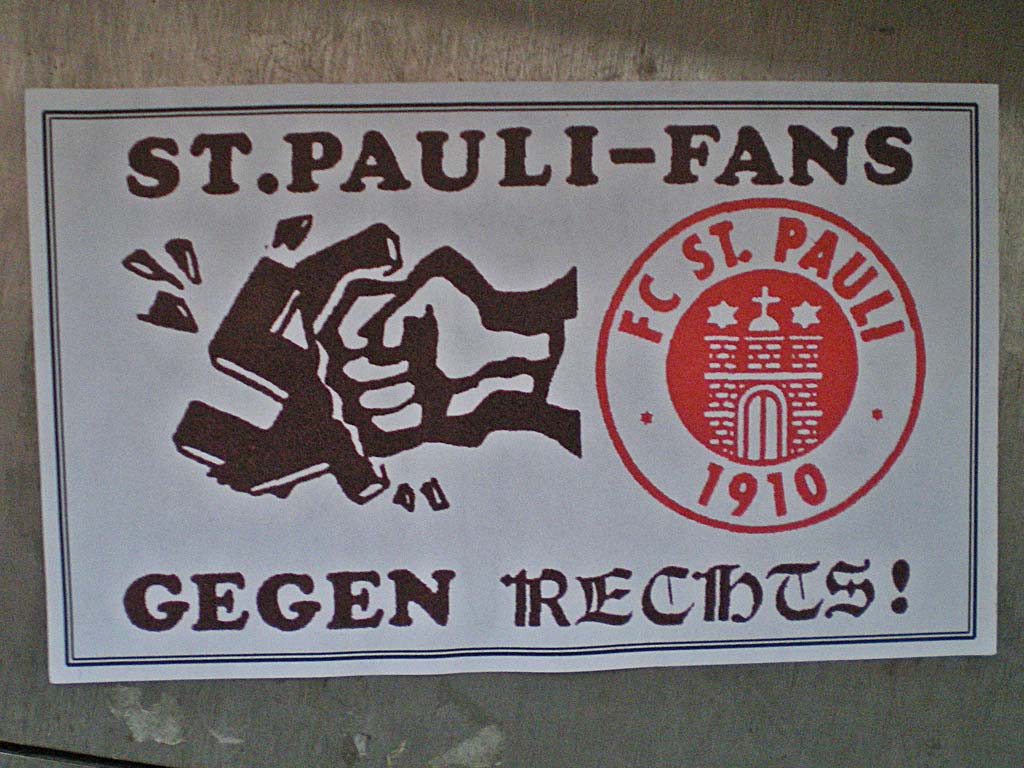 ST.PAULI-FANS
FC ST. PAULI
1910
GEGEN RECHTS!